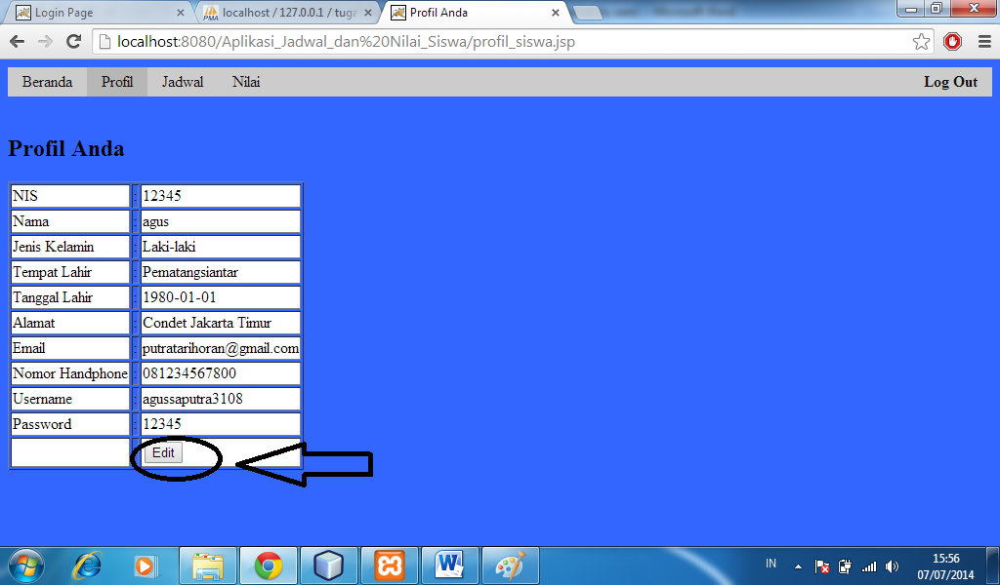 Login Page
localhost / 127.0.0.1 / tuga
Profil Anda
localhost:8080/Aplikasi_Jadwal_dan%20Nilai_Siswa/profil_siswa.jsp
Beranda Profil Jadwal Nilai Log Out
Profil Anda
NIS : 12345
Nama : agus
Jenis Kelamin : Laki-laki
Tempat Lahir : Pematangsiantar
Tanggal Lahir : 1980-01-01
Alamat : Condet Jakarta Timur
Email : putratarihoran@gmail.com
Nomor Handphone : 081234567800
Username : agussaputra3108
Password : 12345
Edit
IN
15:56
07/07/2014